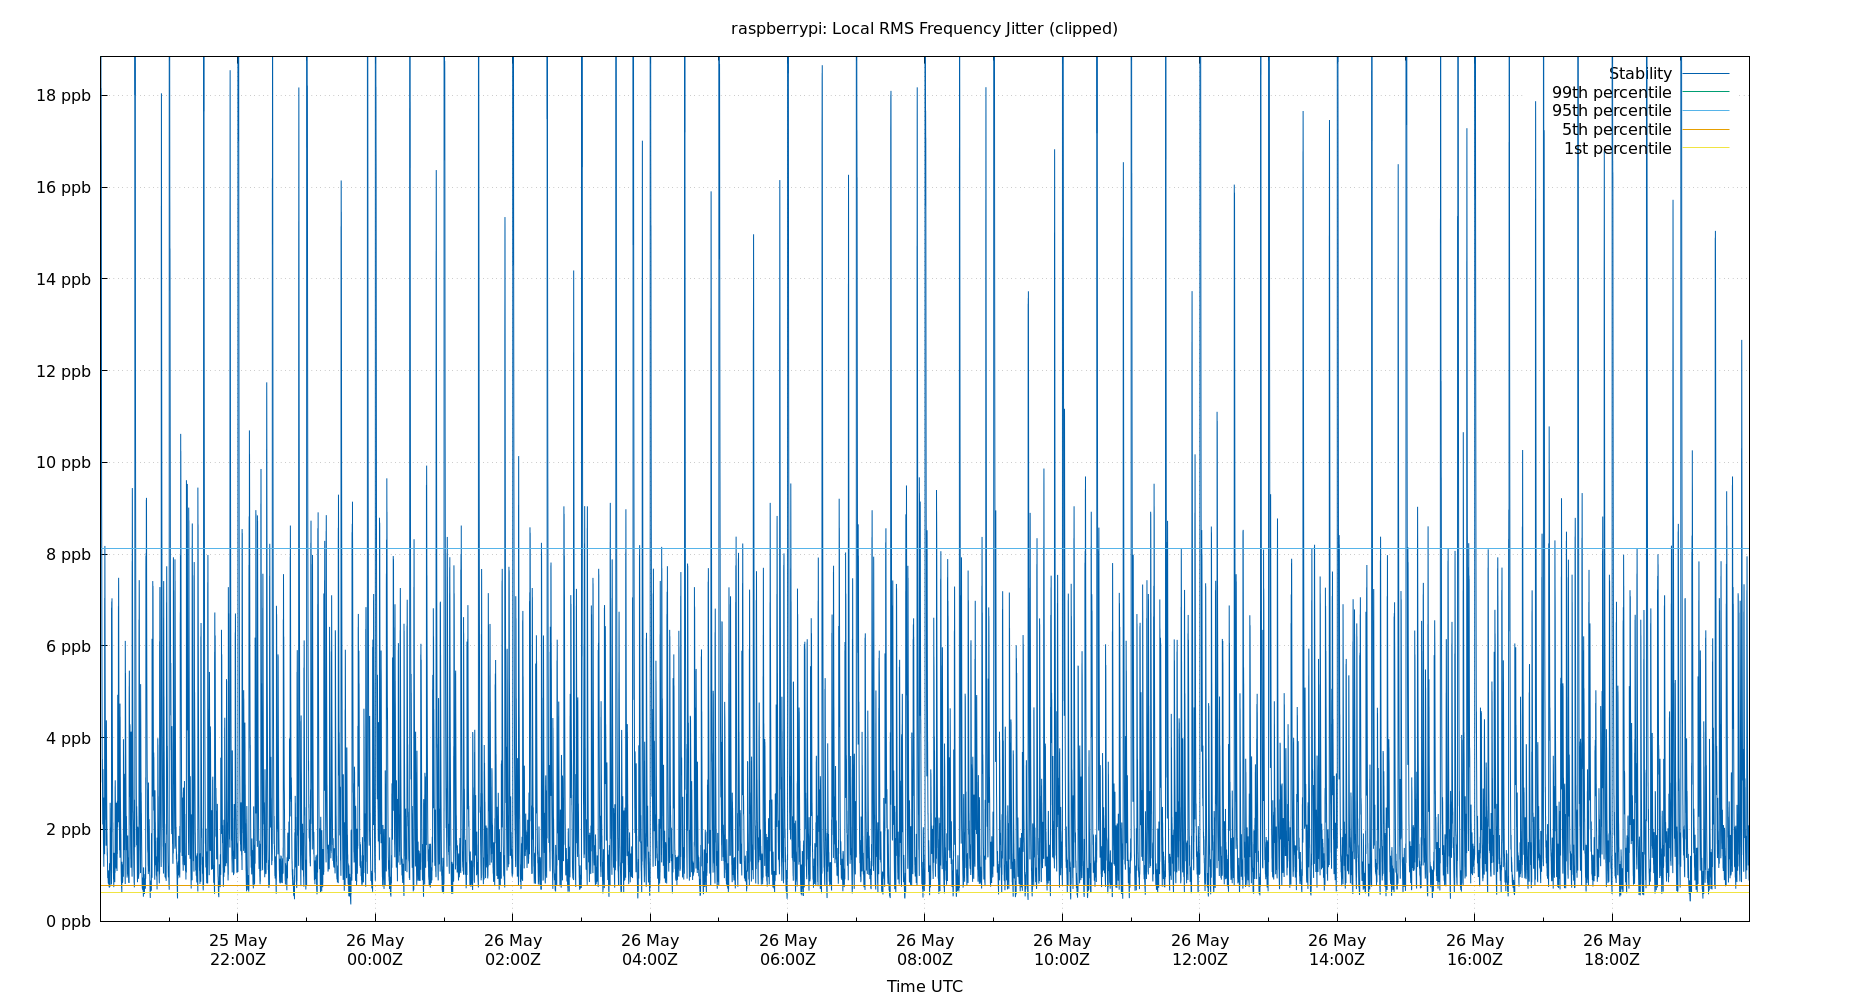 raspberrypi: Local RMS Frequency Jitter (clipped)
Stability
99th percentile
95th percentile
5th percentile
1st percentile
18 ppb
16 ppb
14 ppb
12 ppb
10 ppb
8 ppb
6 ppb
4 ppb
2 ppb
0 ppb
25 May 26 May 26 May 26 May 26 May 26 May 26 May 26 May 26 May 26 May 26 May
22:00Z 00:00Z 02:00Z 04:00Z 06:00Z 08:00Z 10:00Z 12:00Z 14:00Z 16:00Z 18:00Z
Time UTC